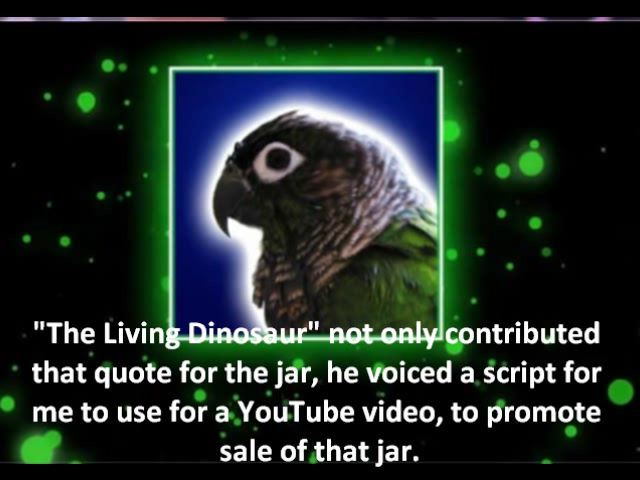 "The Living Dinosaur" not only contributed
that quote for the jar, he voiced a script for
me to use for a YouTube video, to promote
sale of that jar.